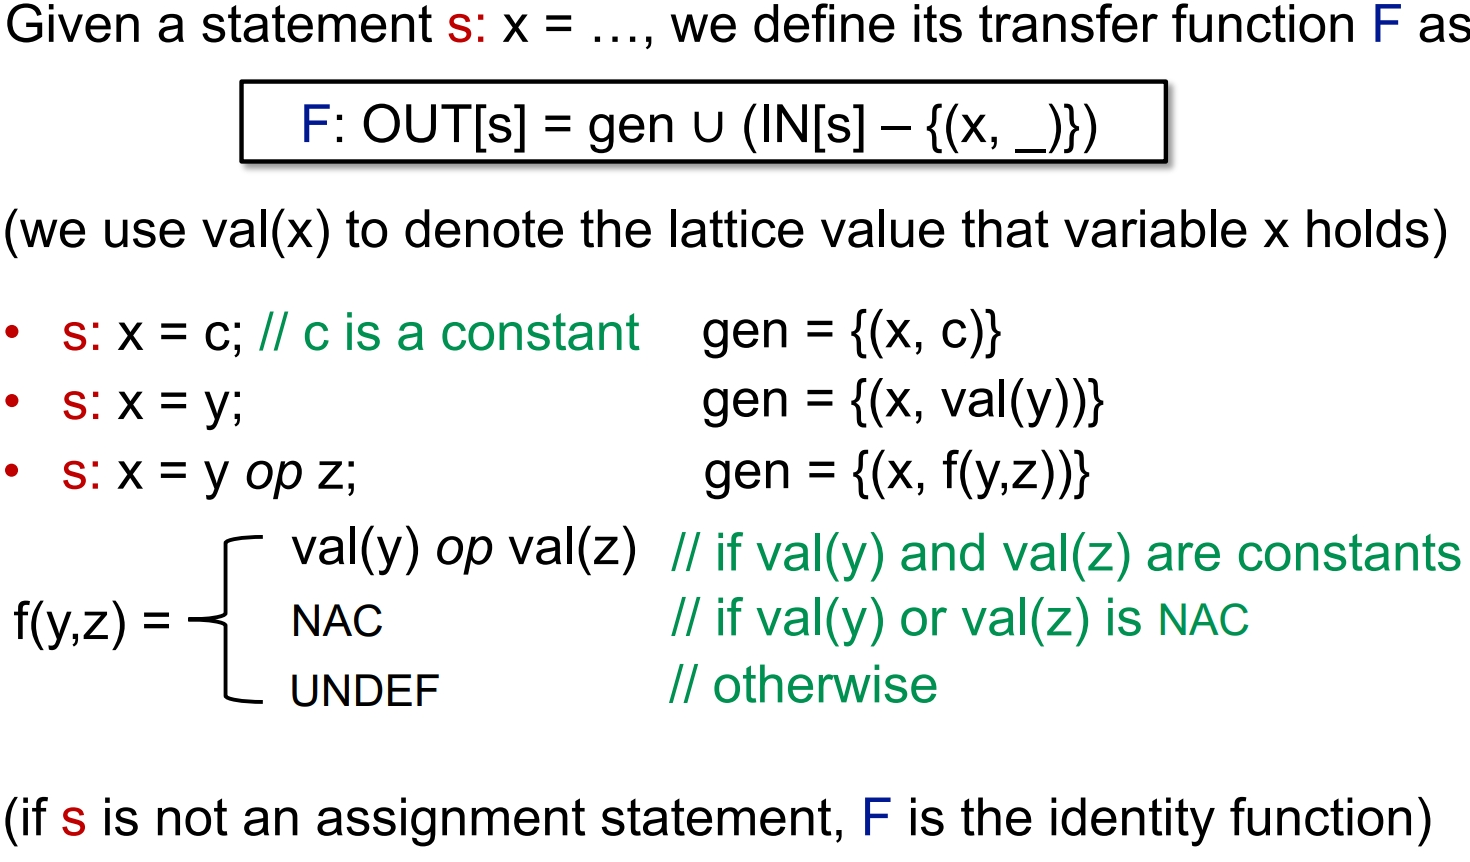 Given a statement s: x = …, we define its transfer function F as
F: OUT[s] = gen ∪ (IN[s] – {(x, _)})
(we use val(x) to denote the lattice value that variable x holds)
• s: x = c; // c is a constant gen = {(x, c)}
• s: x = y; gen = {(x, val(y))}
• s: x = y op z; gen = {(x, f(y,z))}
val(y) op val(z) // if val(y) and val(z) are constants
f(y,z) = NAC // if val(y) or val(z) is NAC
UNDEF // otherwise
(if s is not an assignment statement, F is the identity function)